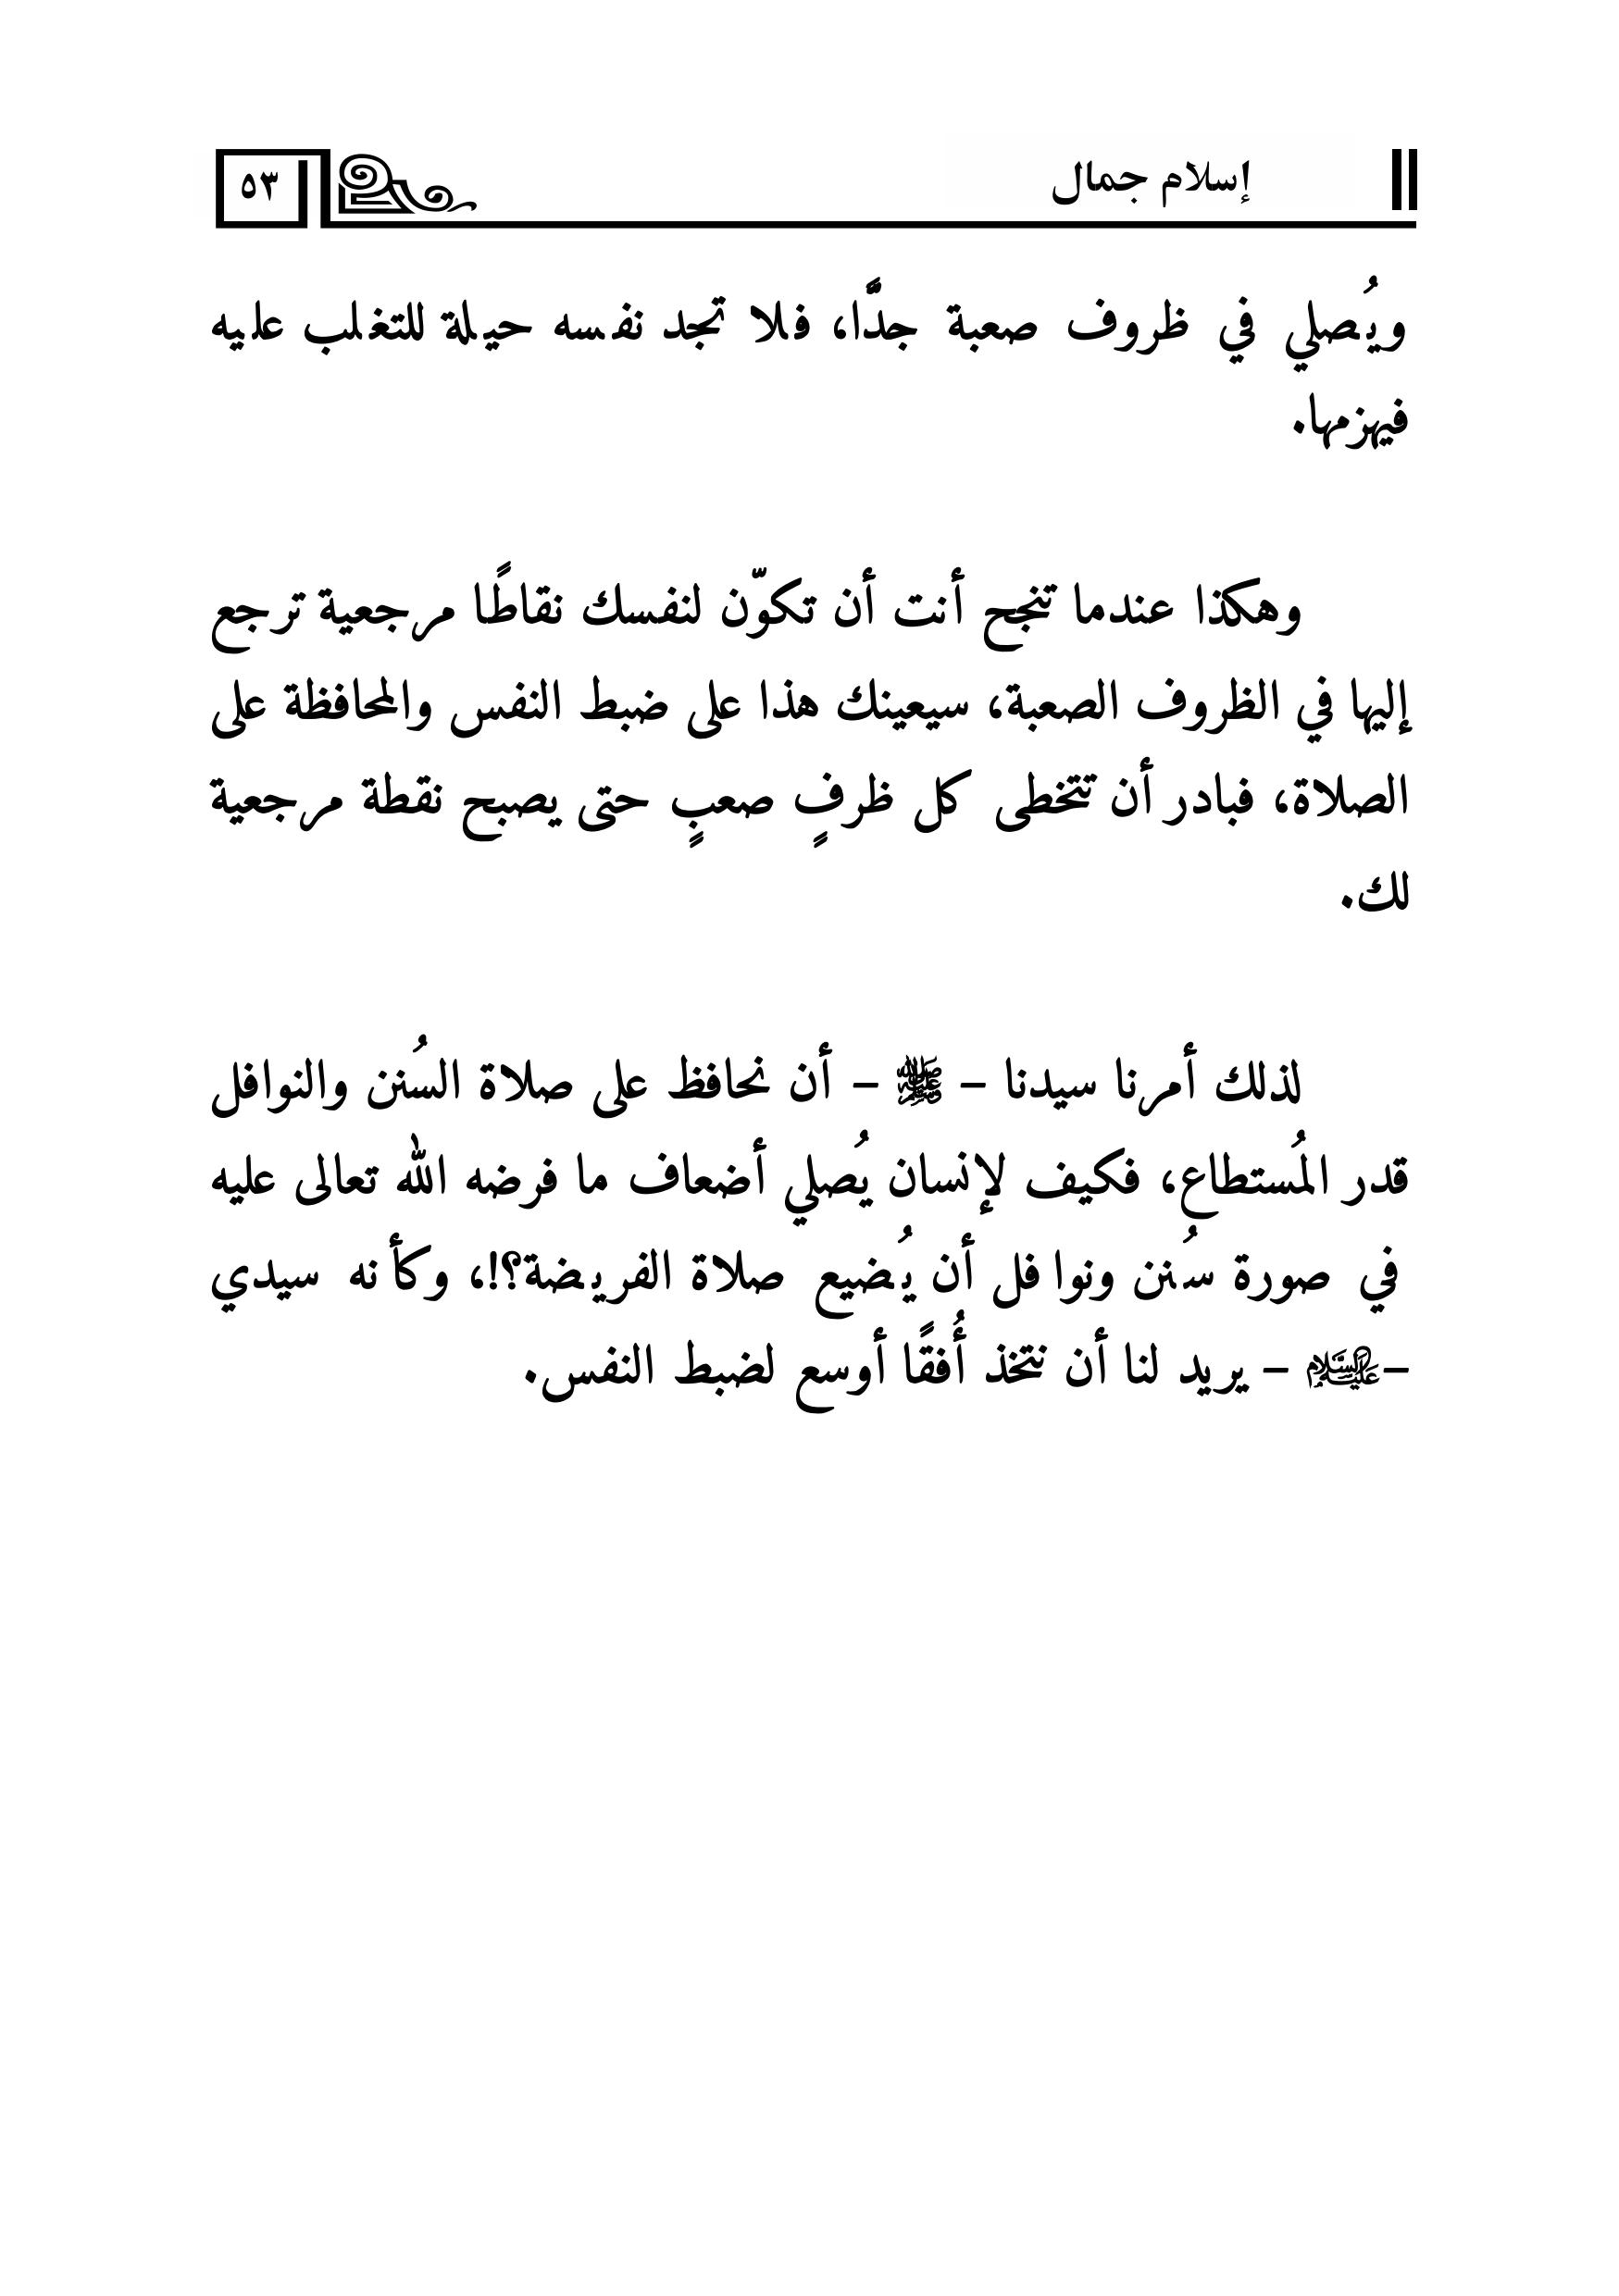 إسلام جمال
٥٣
ويُصلي في ظروف صعبة جدًّا، فلا تجد نفسه حيلة للتغلب عليه
فيهزمها.
وهكذا عندما تنجح أنت أن تكوّن لنفسك نقاطًا مرجعية ترجع
إليها في الظروف الصعبة، سيعينك هذا على ضبط النفس والمحافظة على
الصلاة، فبادر أن تتخطى كل ظرفٍ صعبٍ حتى يصبح نقطة مرجعية
لك.
لذلك أمرنا سيدنا – ﷺ – أن نحافظ على صلاة السُنن والنوافل
قدر المُستطاع، فكيف لإنسان يُصلي أضعاف ما فرضه الله تعالى عليه
في صورة سُنن ونوافل أن يُضيع صلاة الفريضة؟!، وكأنه سيدي
–عليه السلام – يريد لنا أن نتخذ أُفقًا أوسع لضبط النفس.